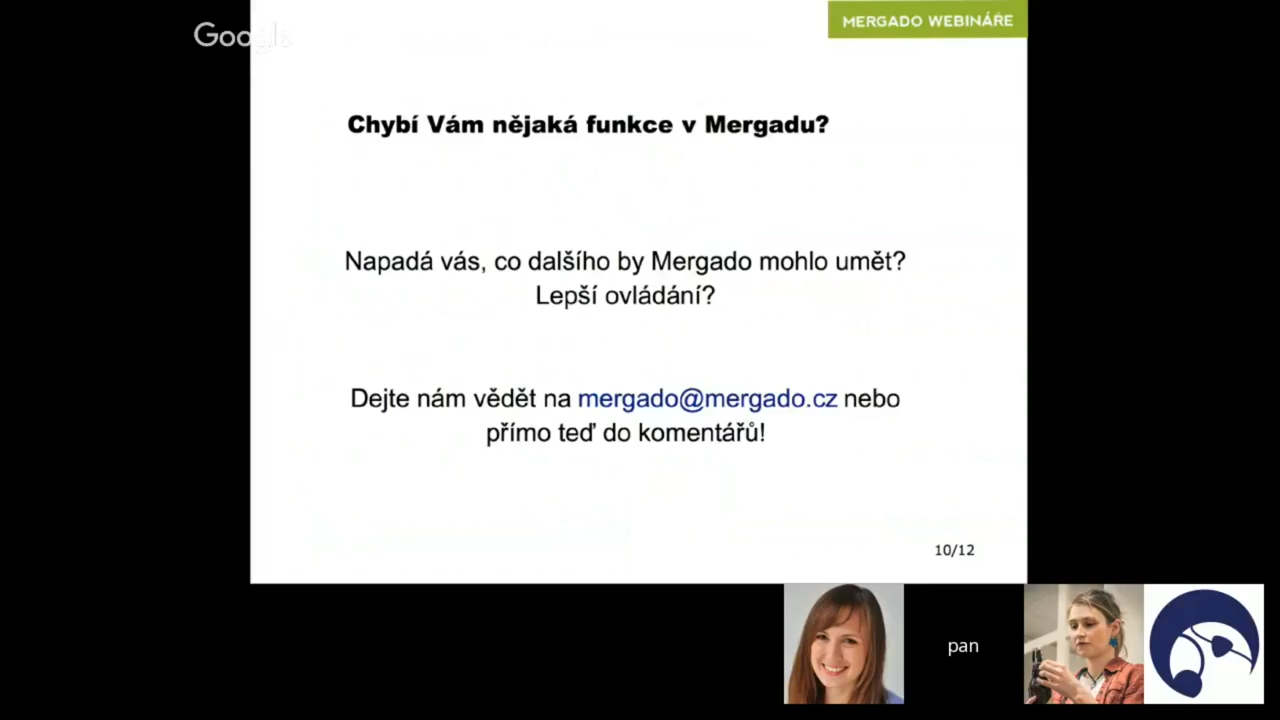 Google
MERGADO WEBINÁŘE
Chybí Vám nějaká funkce v Mergadu?
Napadá vás, co dalšího by Mergado mohlo umět?
Lepší ovládání?
Dejte nám vědět na mergado@mergado.cz nebo
přímo teď do komentářů!
10/12
pan